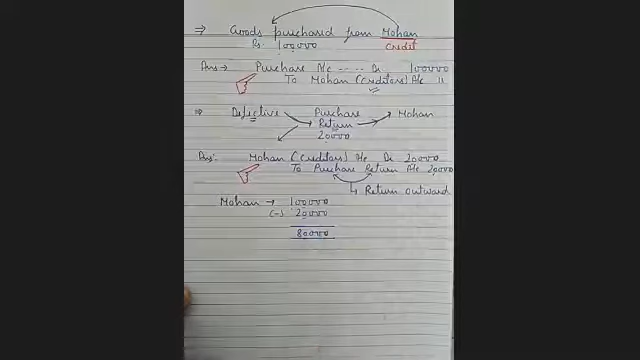 ⇒ Goods purchased from Mohan
Rs. 100000 Credit
Ans:→ Purchase A/c ---- Dr 100000
To Mohan (creditors) A/c 11
⇒ Defective → Purchase Return → Mohan
20000
Ans:- Mohan (creditors) A/c Dr 20000
To Purchase Return A/c 20000
↳ Return outward
Mohan → 100000
(-) 20000
80000